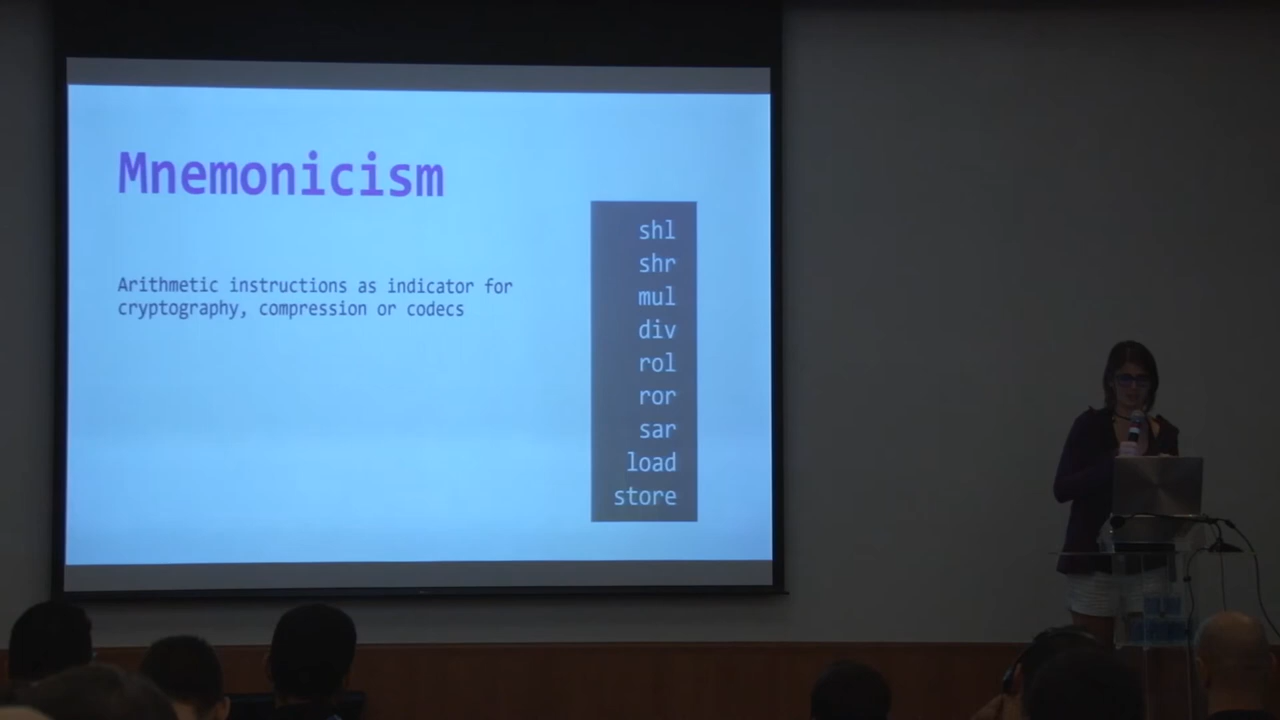 Mnemonicism
Arithmetic instructions as indicator for
cryptography, compression or codecs
shl
shr
mul
div
rol
ror
sar
load
store